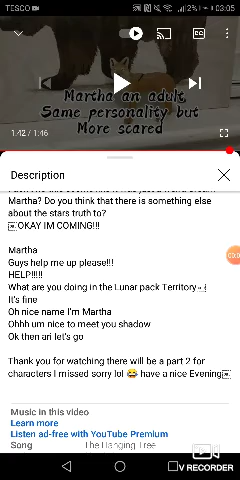 TESCO
03:05
CC
Martha an adult,
Same personality but
More scared
1:42 / 1:46
Description
Martha? Do you think that there is something else
about the stars truth to?
OKAY IM COMING!!!
Martha
Guys help me up please!!!
HELP!!!!!
What are you doing in the Lunar pack Territory
It's fine
Oh nice name I'm Martha
Ohhh um nice to meet you shadow
Ok then ari let's go
Thank you for watching there will be a part 2 for
characters I missed sorry lol 😂 have a nice Evening
Music in this video
Learn more
Listen ad-free with YouTube Premium
Song The Hanging Tree
V RECORDER